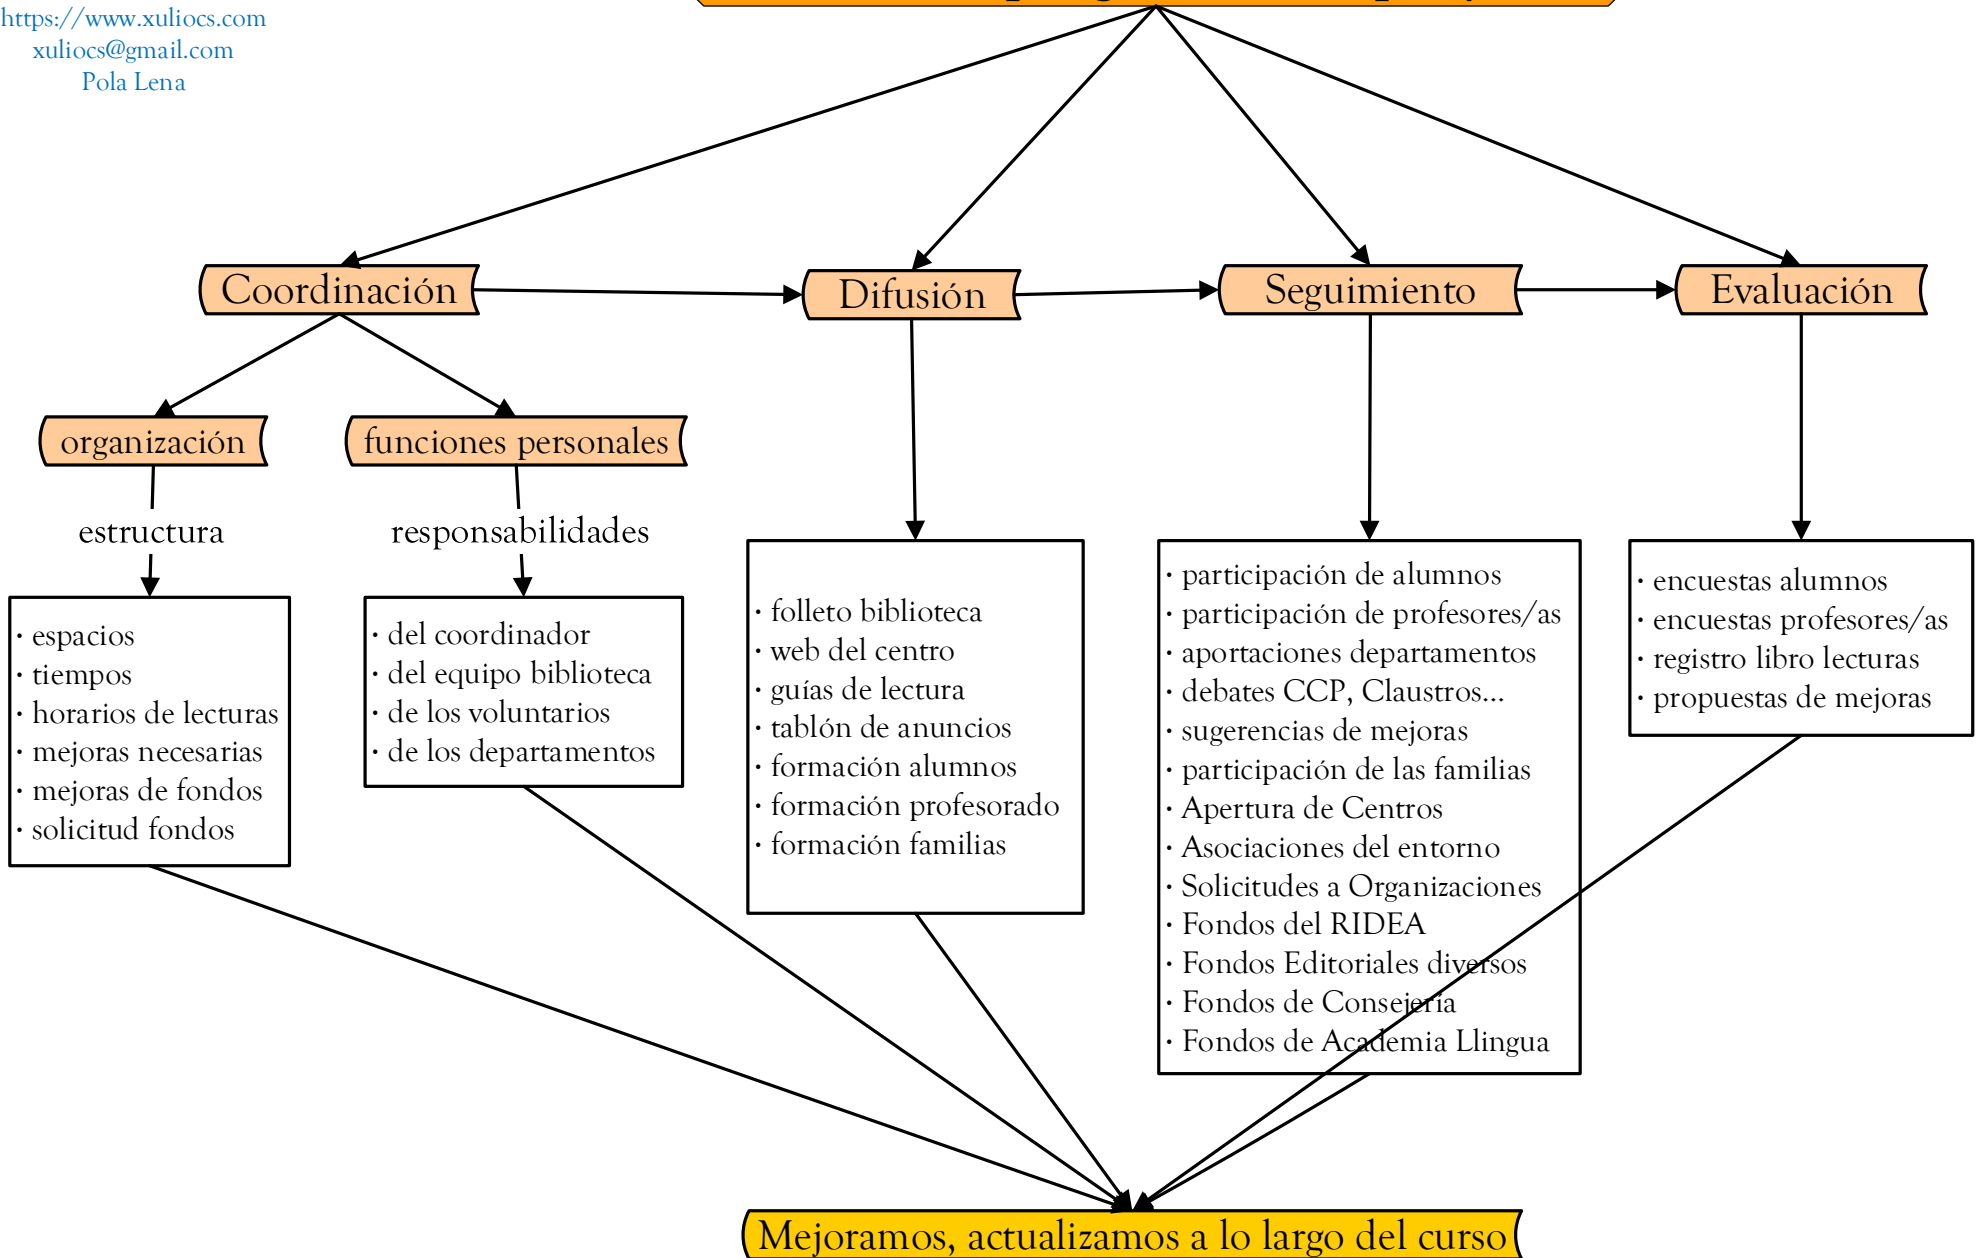 https://www.xuliocs.com
xuliocs@gmail.com
Pola Lena
Coordinación
Difusión
Seguimiento
Evaluación
organización
funciones personales
estructura
responsabilidades
· espacios
· tiempos
· horarios de lecturas
· mejoras necesarias
· mejoras de fondos
· solicitud fondos
· del coordinador
· del equipo biblioteca
· de los voluntarios
· de los departamentos
· folleto biblioteca
· web del centro
· guías de lectura
· tablón de anuncios
· formación alumnos
· formación profesorado
· formación familias
· participación de alumnos
· participación de profesores/as
· aportaciones departamentos
· debates CCP, Claustros...
· sugerencias de mejoras
· participación de las familias
· Apertura de Centros
· Asociaciones del entorno
· Solicitudes a Organizaciones
· Fondos del RIDEA
· Fondos Editoriales diversos
· Fondos de Consejería
· Fondos de Academia Llingua
· encuestas alumnos
· encuestas profesores/as
· registro libro lecturas
· propuestas de mejoras
Mejoramos, actualizamos a lo largo del curso